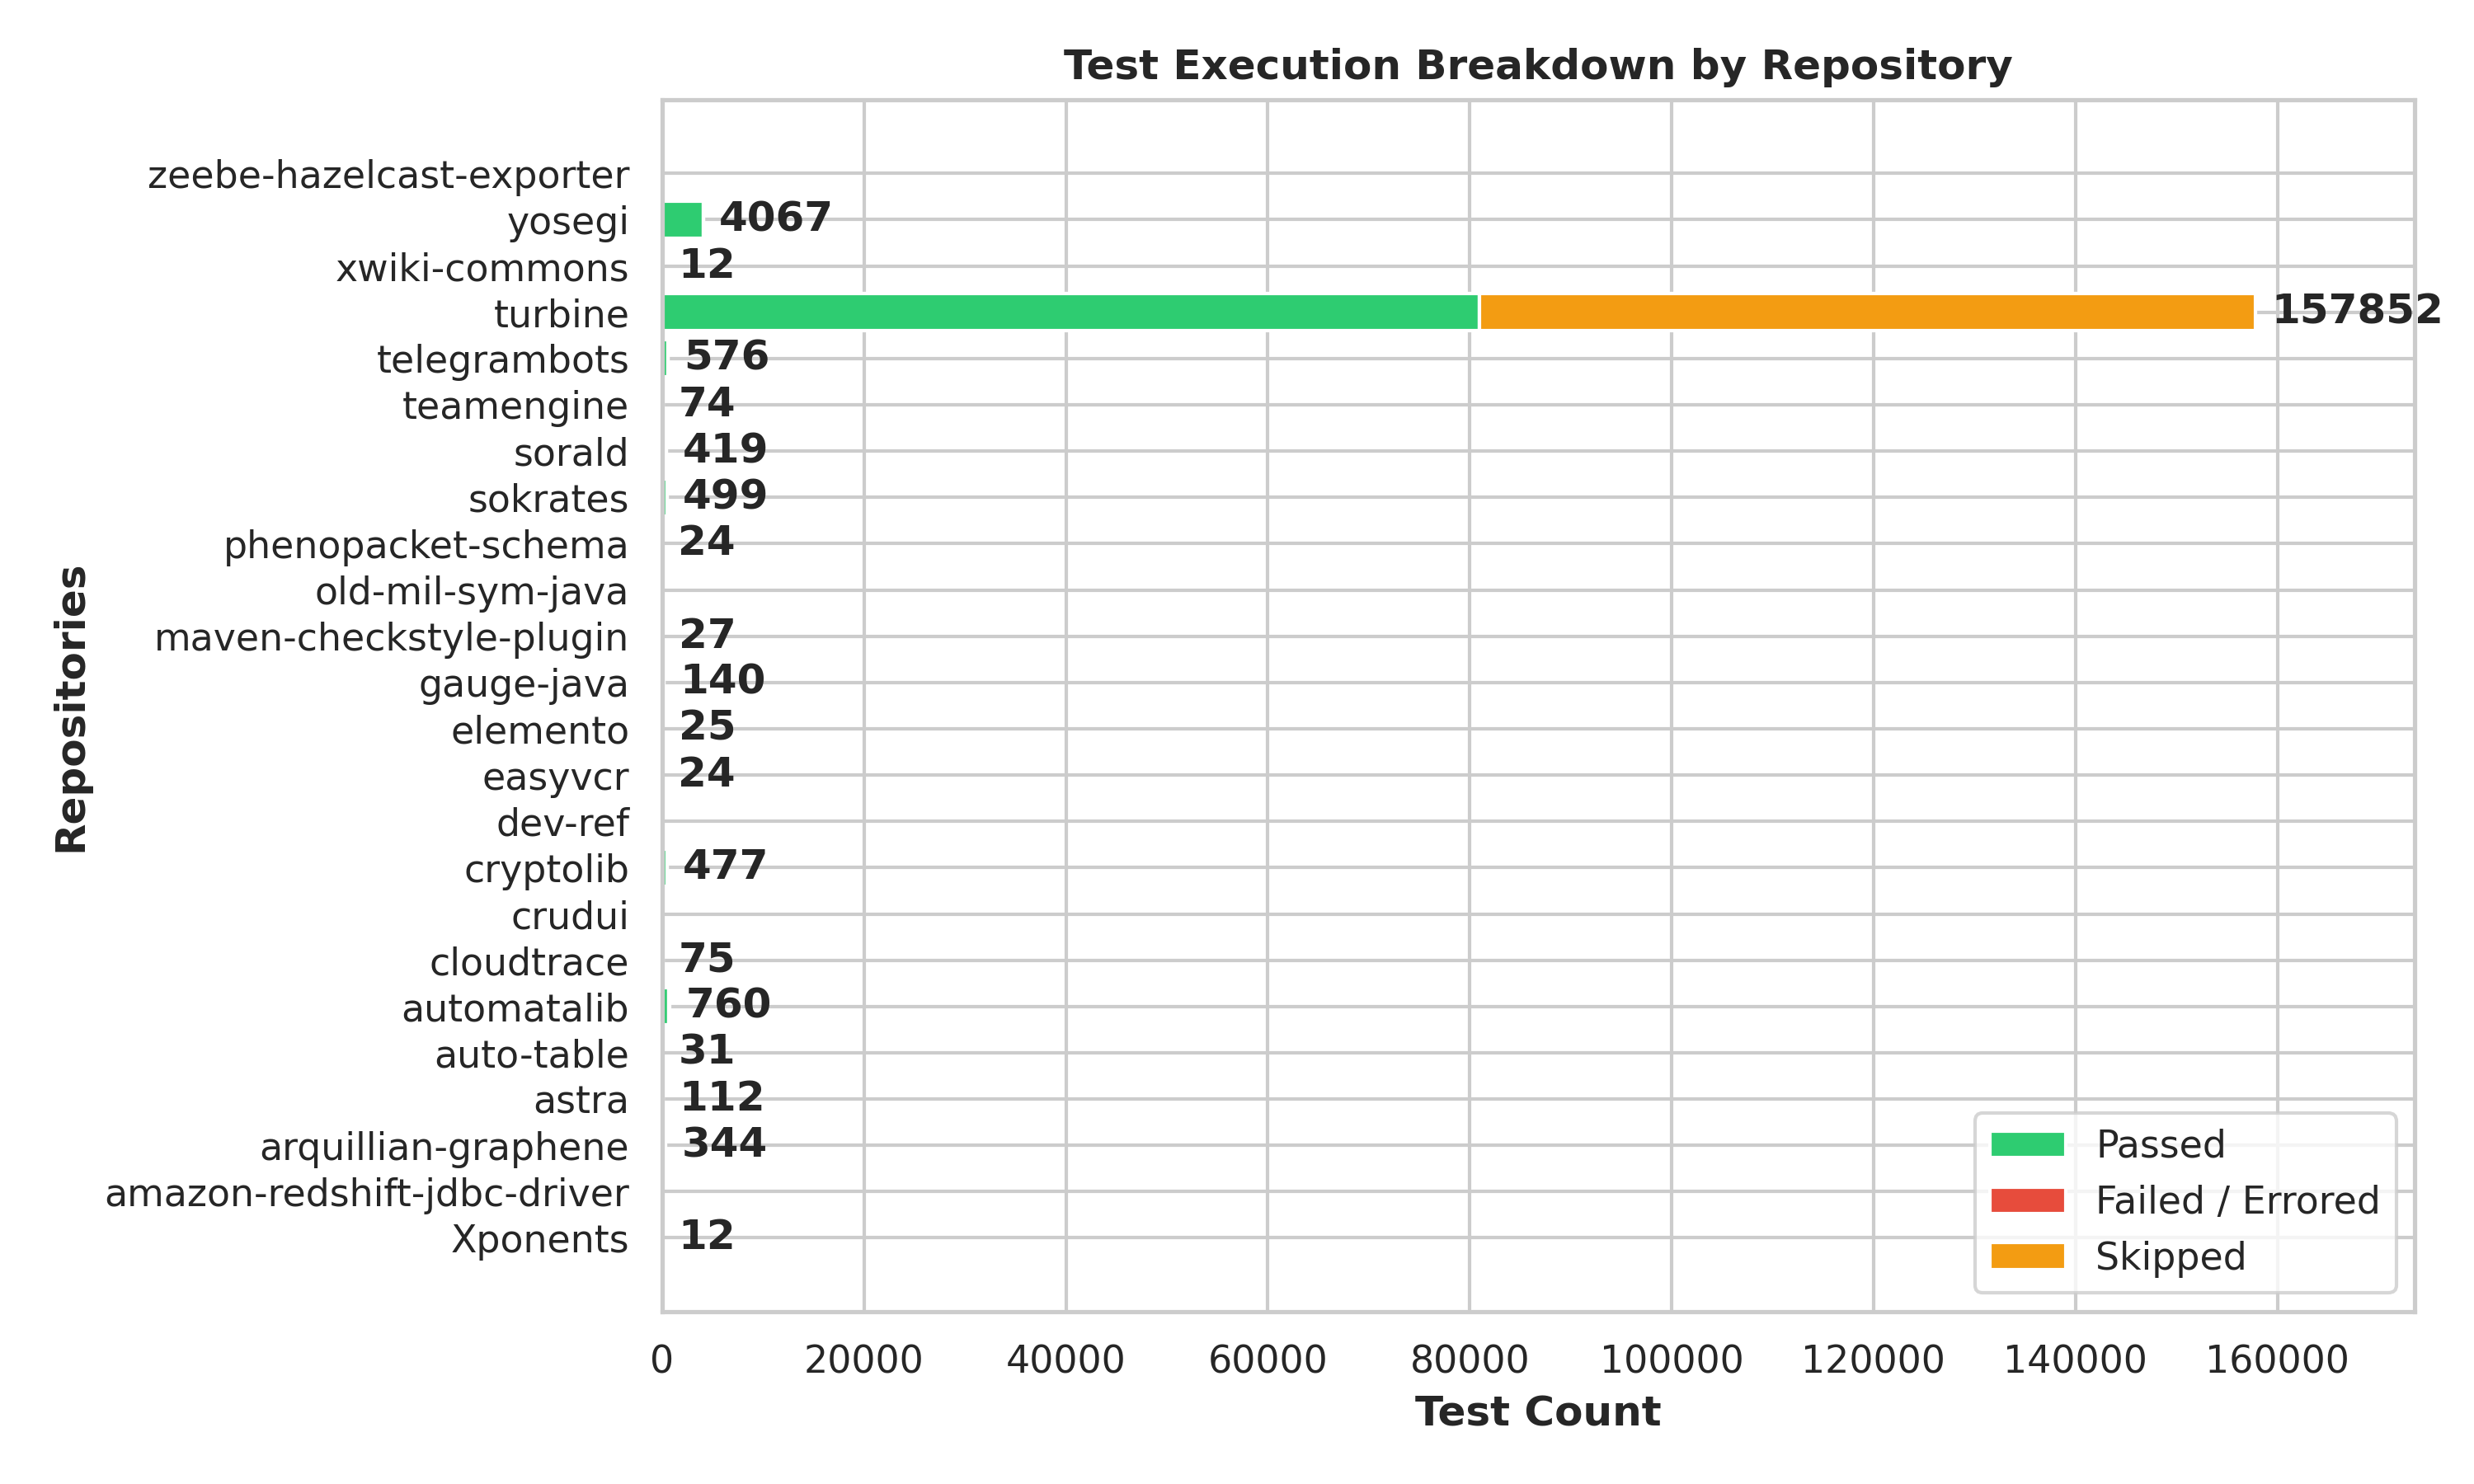 Test Execution Breakdown by Repository
zeebe-hazelcast-exporter
yosegi 4067
xwiki-commons 12
turbine 157852
telegrambots 576
teamengine 74
sorald 419
sokrates 499
phenopacket-schema 24
old-mil-sym-java
maven-checkstyle-plugin 27
gauge-java 140
elemento 25
easyvcr 24
dev-ref
cryptolib 477
crudui
cloudtrace 75
automatalib 760
auto-table 31
astra 112
arquillian-graphene 344
amazon-redshift-jdbc-driver
Xponents 12
Repositories
Passed
Failed / Errored
Skipped
0 20000 40000 60000 80000 100000 120000 140000 160000
Test Count